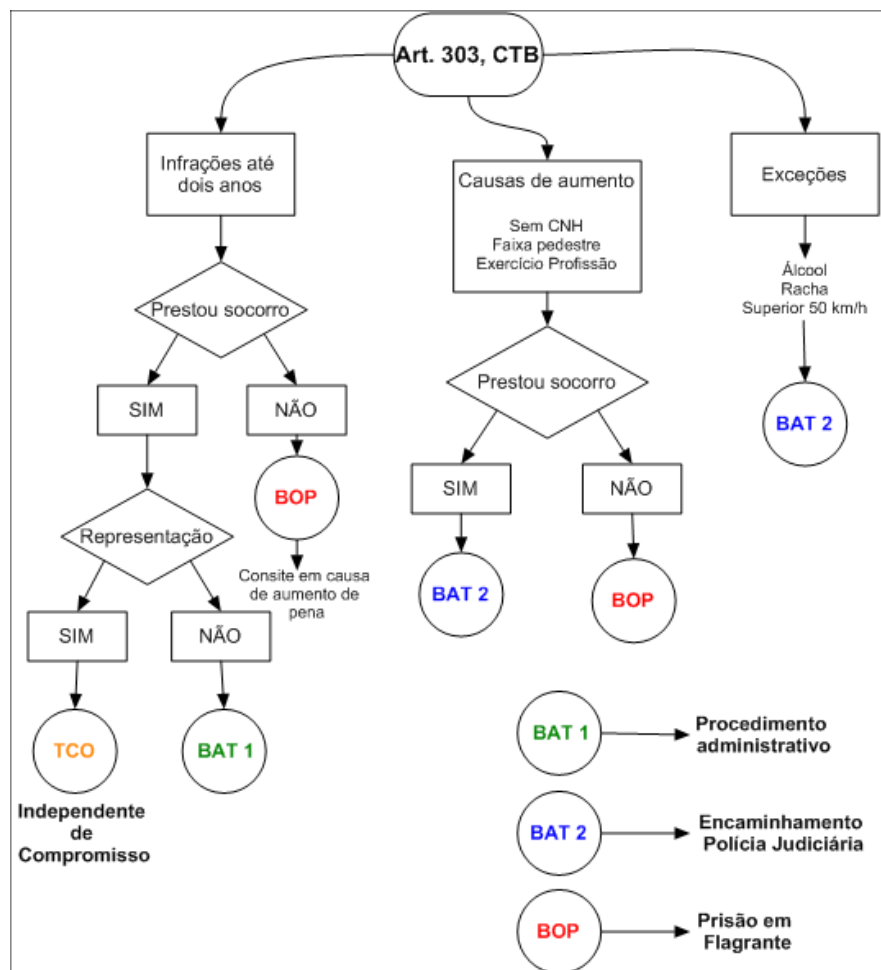 Art. 303, CTB
Infrações até
dois anos
Causas de aumento
Sem CNH
Faixa pedestre
Exercício Profissão
Exceções
Álcool
Racha
Superior 50 km/h
Prestou socorro
Prestou socorro
SIM
NÃO
BAT 2
BOP
SIM
NÃO
Representação
Consite em causa
de aumento de
pena
BAT 2
BOP
SIM
NÃO
TCO
BAT 1
Independente
de
Compromisso
BAT 1
Procedimento
administrativo
BAT 2
Encaminhamento
Polícia Judiciária
BOP
Prisão em
Flagrante